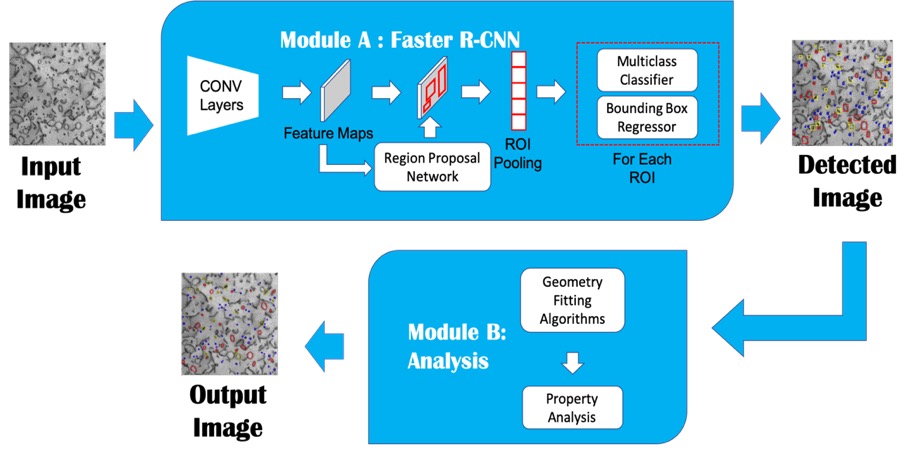 Module A : Faster R-CNN
CONV
Layers
Feature Maps
Region Proposal
Network
ROI
Pooling
Multiclass
Classifier
Bounding Box
Regressor
For Each
ROI
Input
Image
Detected
Image
Module B:
Analysis
Geometry
Fitting
Algorithms
Property
Analysis
Output
Image